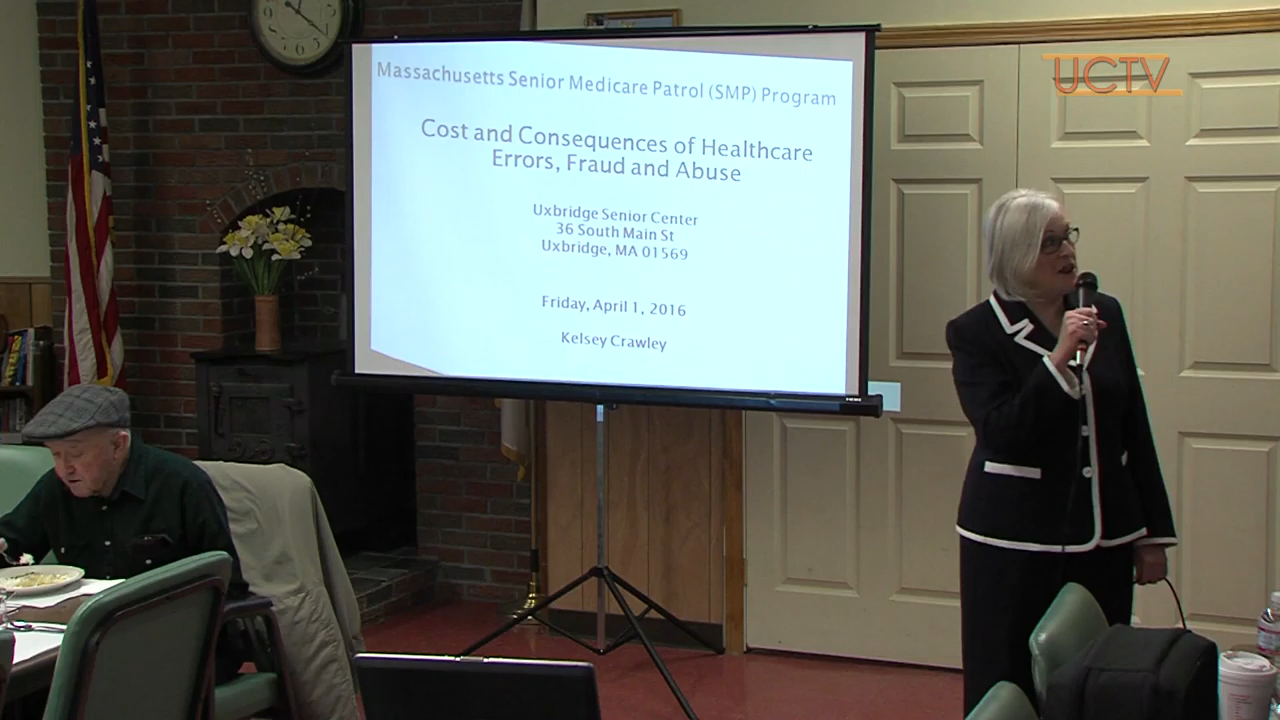 Massachusetts Senior Medicare Patrol (SMP) Program
Cost and Consequences of Healthcare
Errors, Fraud and Abuse
Uxbridge Senior Center
36 South Main St
Uxbridge, MA 01569
Friday, April 1, 2016
Kelsey Crawley
UCTV